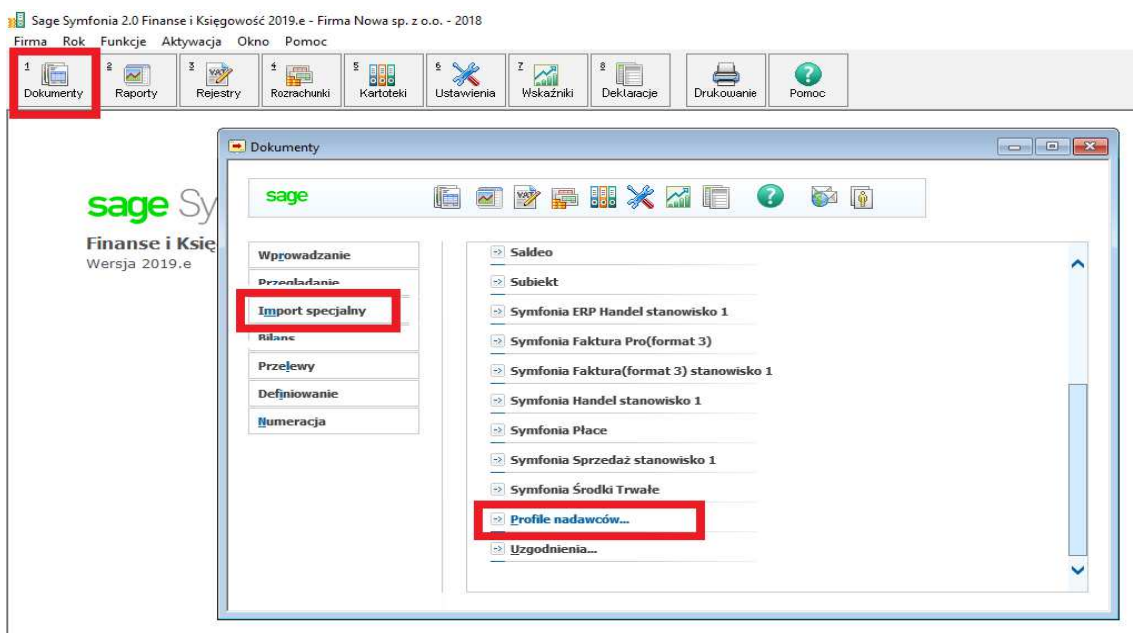 Sage Symfonia 2.0 Finanse i Księgowość 2019.e - Firma Nowa sp. z o.o. - 2018
Firma Rok Funkcje Aktywacja Okno Pomoc
1 2 3 4 5 6 7 8
Dokumenty Raporty Rejestry Rozrachunki Kartoteki Ustawienia Wskaźniki Deklaracje Drukowanie Pomoc
Dokumenty
sage Sy
Finanse i Księ
Wersja 2019.e
sage
Wprowadzanie
Przeglądanie
Import specjalny
Bilans
Przelewy
Definiowanie
Numeracja
Saldeo
Subiekt
Symfonia ERP Handel stanowisko 1
Symfonia Faktura Pro(format 3)
Symfonia Faktura(format 3) stanowisko 1
Symfonia Handel stanowisko 1
Symfonia Płace
Symfonia Sprzedaż stanowisko 1
Symfonia Środki Trwałe
Profile nadawców...
Uzgodnienia...